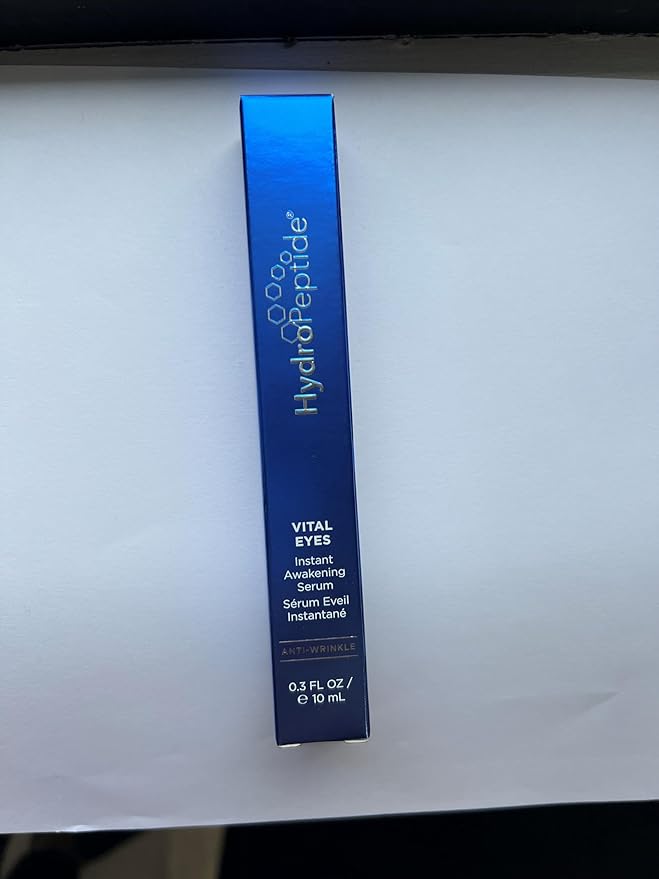 HydroPeptide®
VITAL
EYES
Instant
Awakening
Serum
Sérum Eveil
Instantané
ANTI-WRINKLE
0.3 FL OZ /
℮ 10 mL